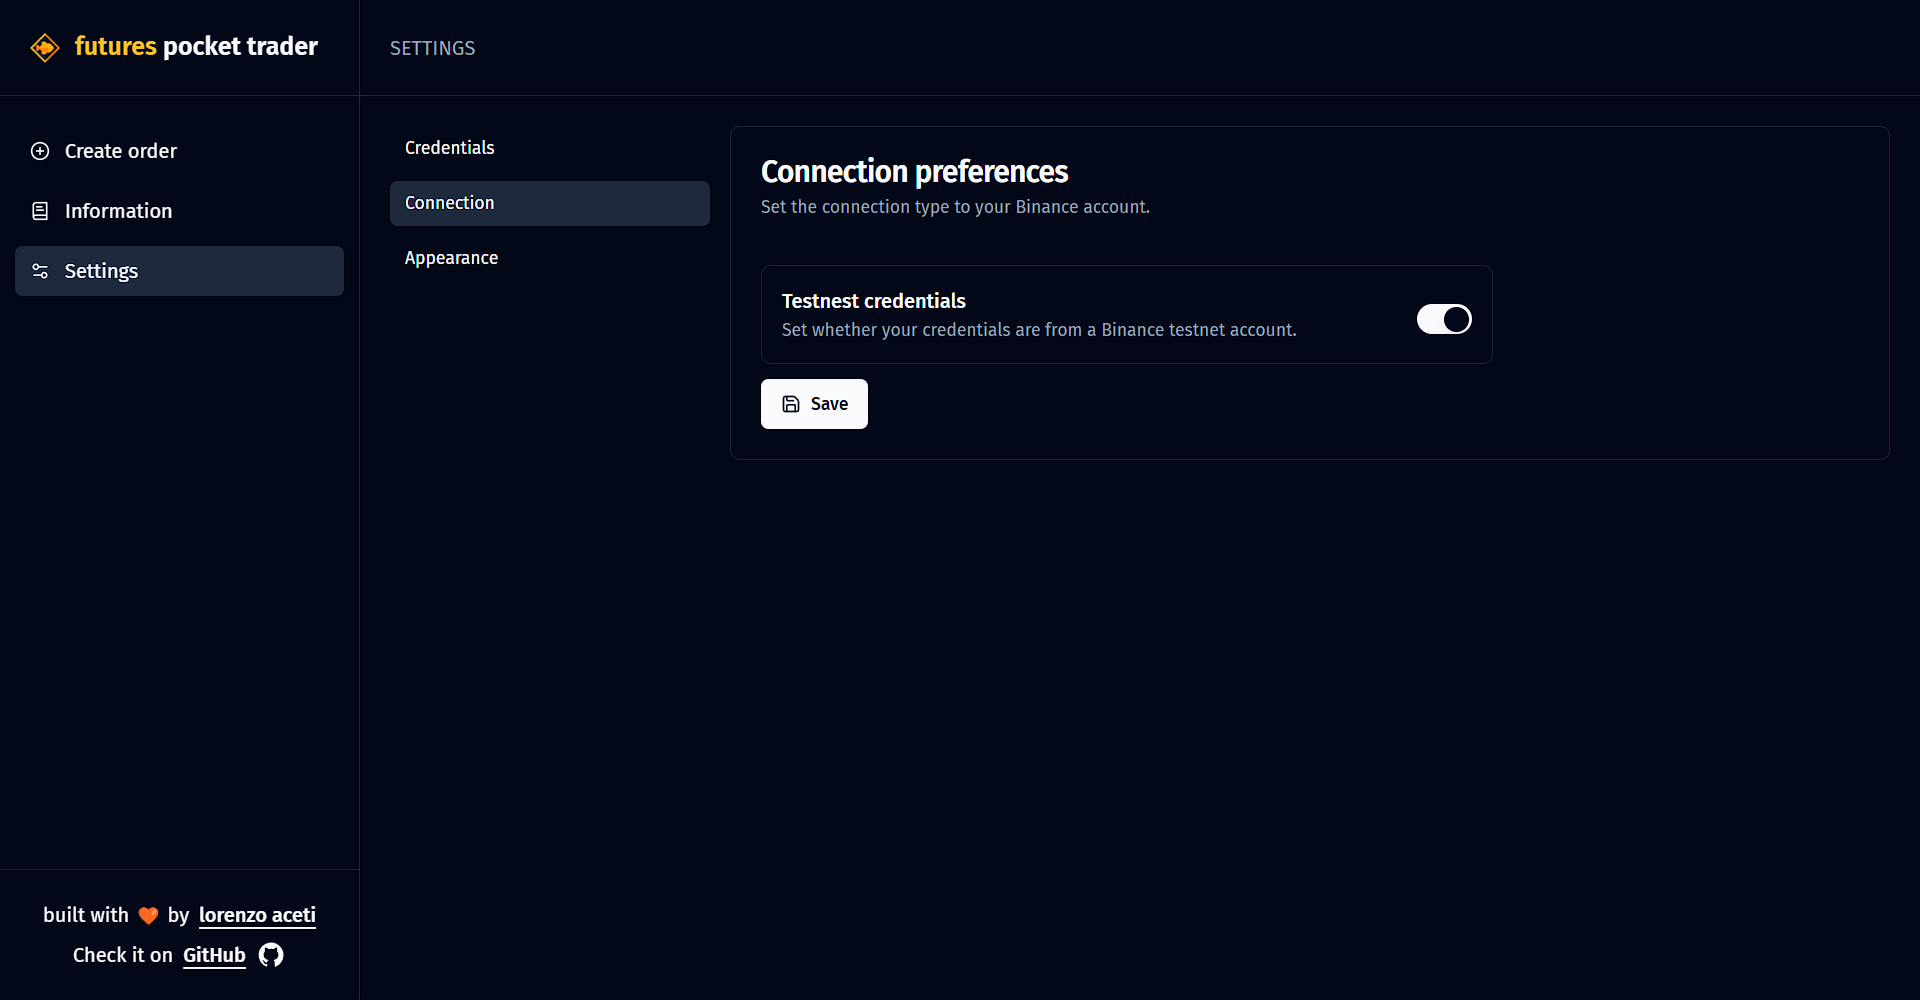 futures pocket trader
SETTINGS
Create order
Information
Settings
Credentials
Connection
Appearance
Connection preferences
Set the connection type to your Binance account.
Testnest credentials
Set whether your credentials are from a Binance testnet account.
Save
built with 🧡 by lorenzo aceti
Check it on GitHub